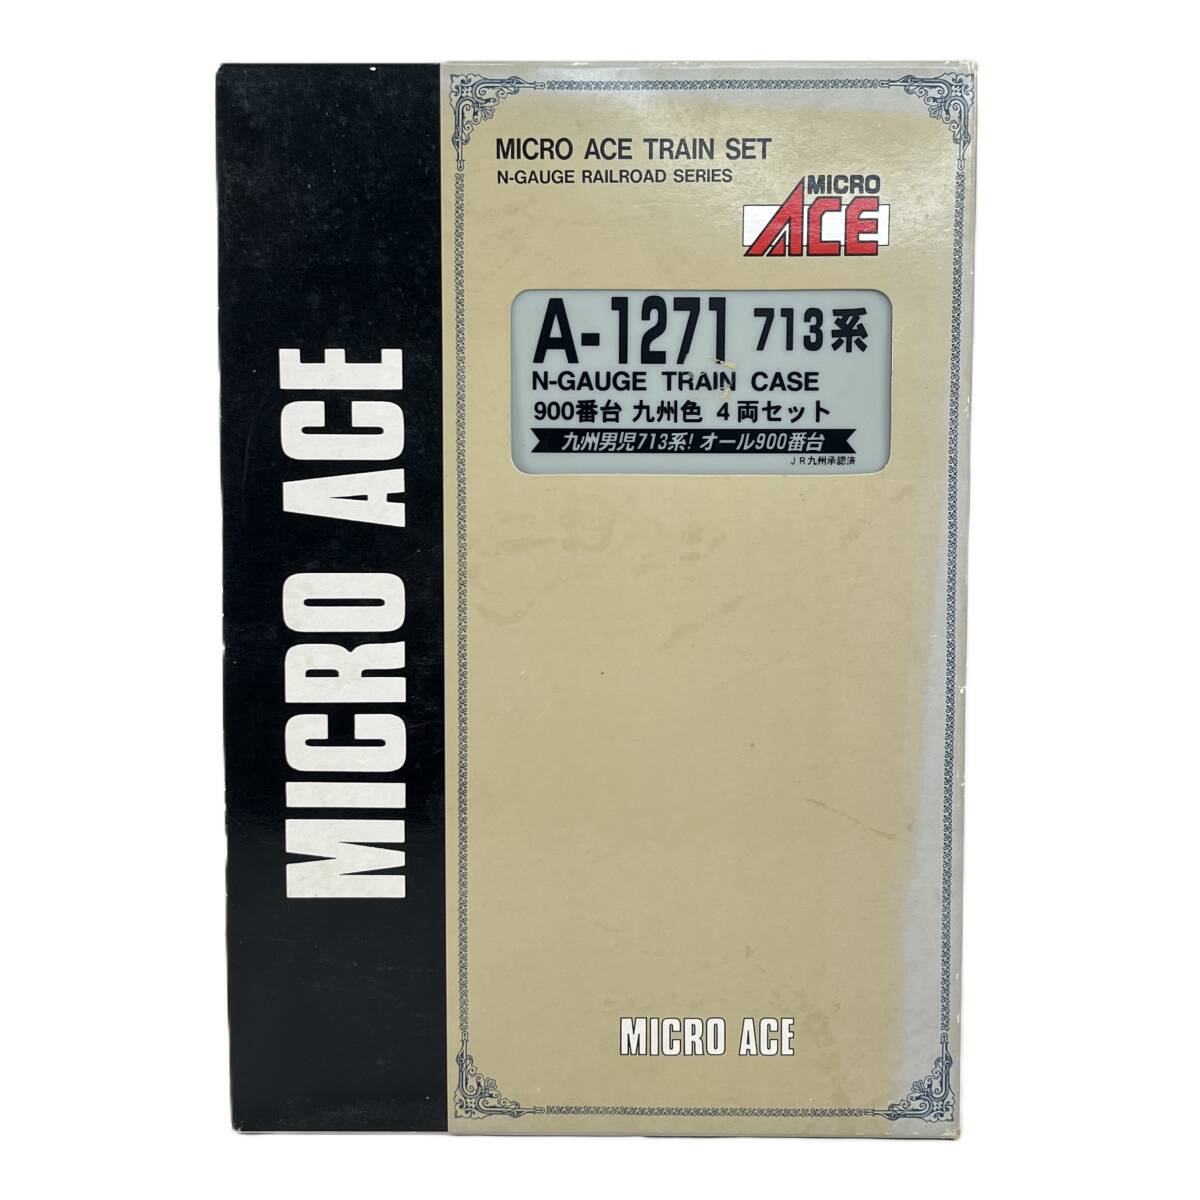 MICRO ACE
MICRO ACE TRAIN SET
N-GAUGE RAILROAD SERIES
MICRO
ACE
A-1271 713系
N-GAUGE TRAIN CASE
900番台 九州色 4両セット
九州男児713系! オール900番台
JR九州承認済
MICRO ACE